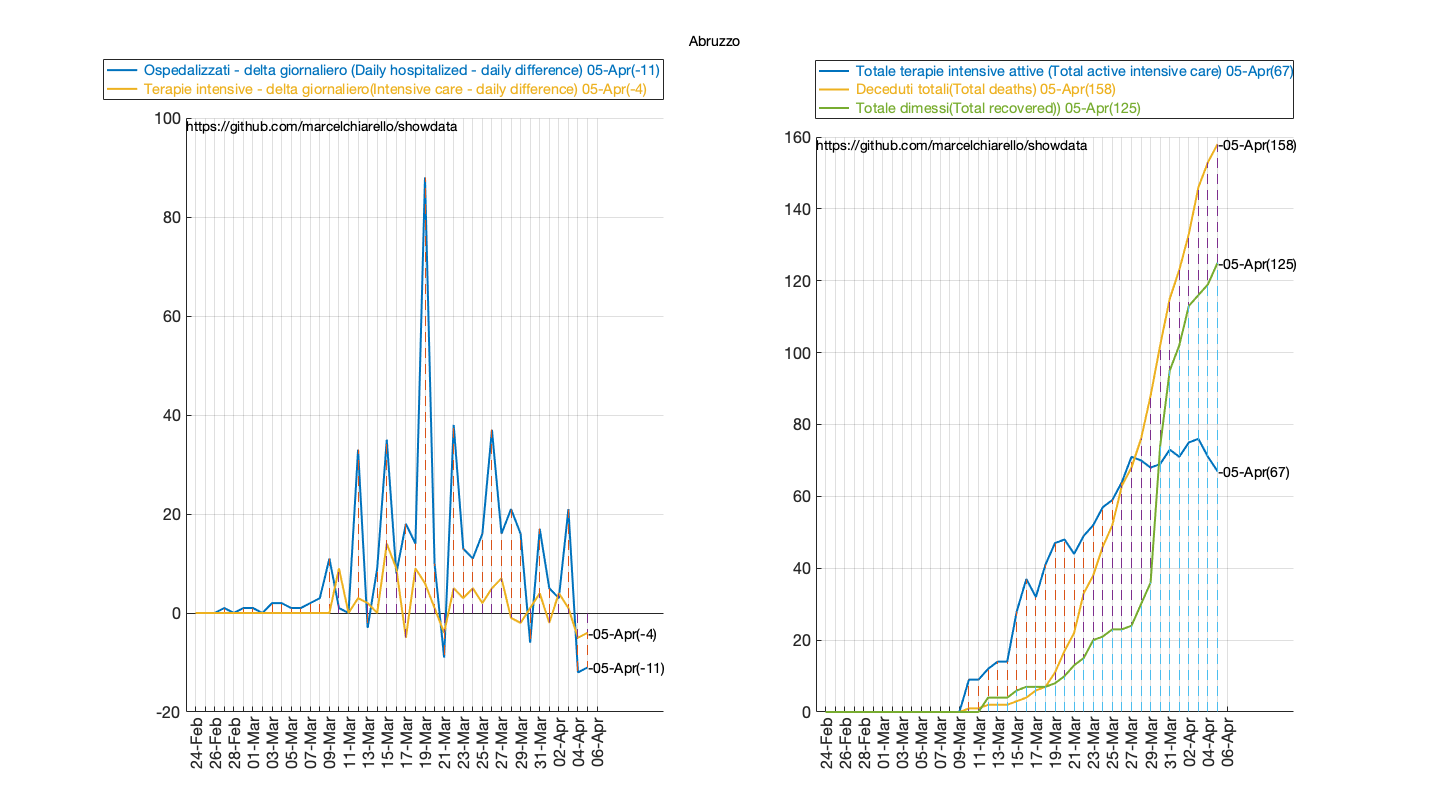 Abruzzo
Ospedalizzati - delta giornaliero (Daily hospitalized - daily difference) 05-Apr(-11)
Terapie intensive - delta giornaliero(Intensive care - daily difference) 05-Apr(-4)
https://github.com/marcelchiarello/showdata
100
80
60
40
20
0
-20
-05-Apr(-4)
-05-Apr(-11)
24-Feb
26-Feb
28-Feb
01-Mar
03-Mar
05-Mar
07-Mar
09-Mar
11-Mar
13-Mar
15-Mar
17-Mar
19-Mar
21-Mar
23-Mar
25-Mar
27-Mar
29-Mar
31-Mar
02-Apr
04-Apr
06-Apr
Totale terapie intensive attive (Total active intensive care) 05-Apr(67)
Deceduti totali(Total deaths) 05-Apr(158)
Totale dimessi(Total recovered)) 05-Apr(125)
https://github.com/marcelchiarello/showdata
160
140
120
100
80
60
40
20
0
-05-Apr(158)
-05-Apr(125)
-05-Apr(67)
24-Feb
26-Feb
28-Feb
01-Mar
03-Mar
05-Mar
07-Mar
09-Mar
11-Mar
13-Mar
15-Mar
17-Mar
19-Mar
21-Mar
23-Mar
25-Mar
27-Mar
29-Mar
31-Mar
02-Apr
04-Apr
06-Apr